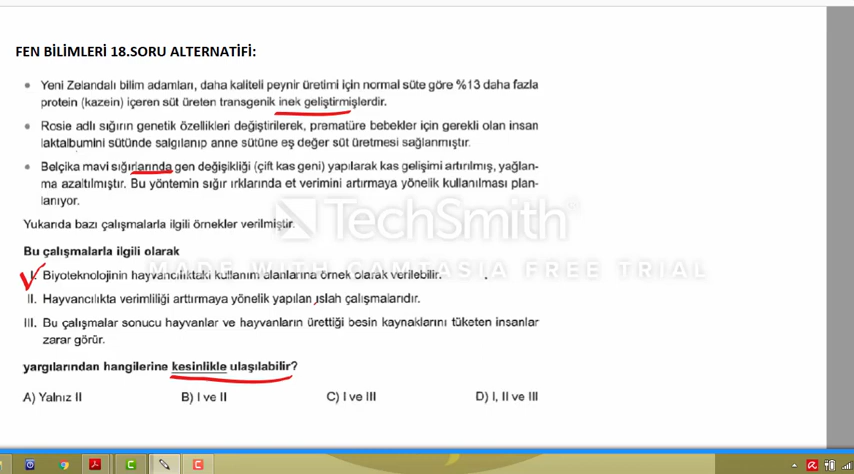 FEN BİLİMLERİ 18.SORU ALTERNATİFİ:
• Yeni Zelandalı bilim adamları, daha kaliteli peynir üretimi için normal süte göre %13 daha fazla
protein (kazein) içeren süt üreten transgenik inek geliştirmişlerdir.
• Rosie adlı sığırın genetik özellikleri değiştirilerek, prematüre bebekler için gerekli olan insan
laktalbumini sütünde salgılanıp anne sütüne eş değer süt üretmesi sağlanmıştır.
• Belçika mavi sığırlarında gen değişikliği (çift kas geni) yapılarak kas gelişimi artırılmış, yağlan-
ma azaltılmıştır. Bu yöntemin sığır ırklarında et verimini artırmaya yönelik kullanılması plan-
lanıyor.
Yukarıda bazı çalışmalarla ilgili örnekler verilmiştir.
TechSmith®
Bu çalışmalarla ilgili olarak
I. Biyoteknolojinin hayvancılıktaki kullanım alanlarına örnek olarak verilebilir.
MADE WITH CAMTASIA FREE TRIAL
II. Hayvancılıkta verimliliği arttırmaya yönelik yapılan ıslah çalışmalarıdır.
III. Bu çalışmalar sonucu hayvanlar ve hayvanların ürettiği besin kaynaklarını tüketen insanlar
zarar görür.
yargılarından hangilerine kesinlikle ulaşılabilir?
A) Yalnız II B) I ve II C) I ve III D) I, II ve III